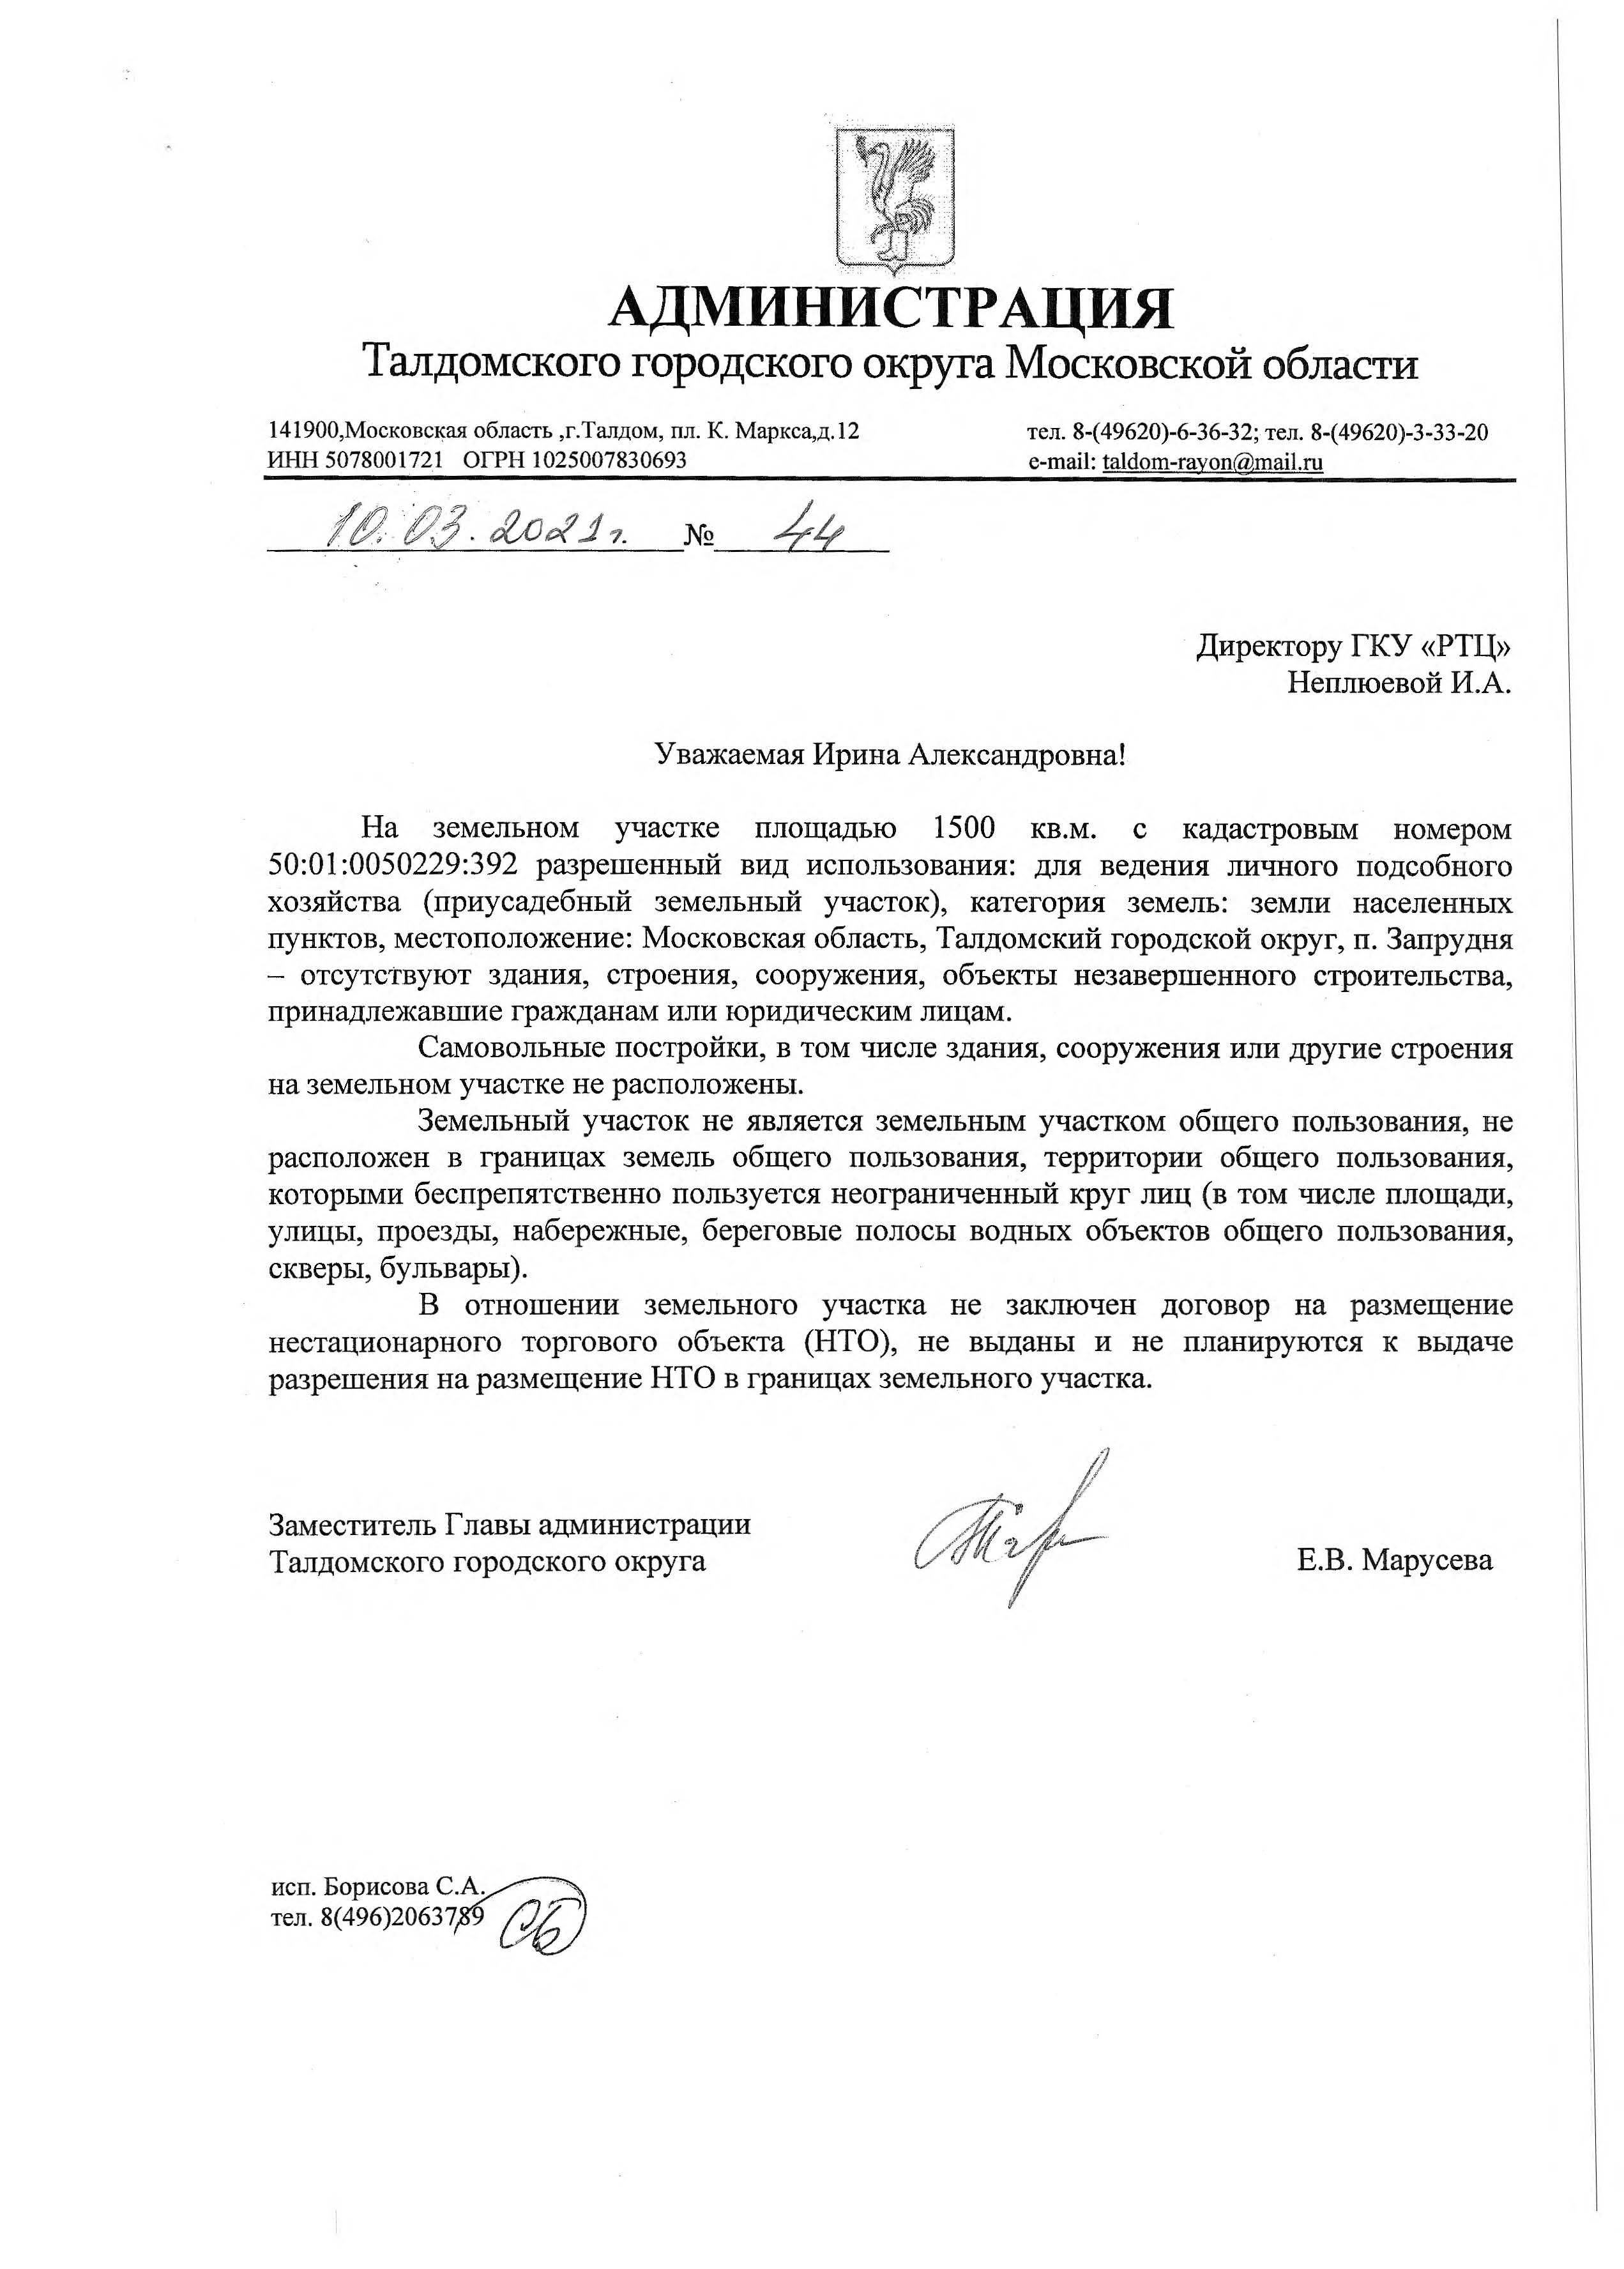 АДМИНИСТРАЦИЯ
Талдомского городского округа Московской области
141900,Московская область ,г.Талдом, пл. К. Маркса,д.12
ИНН 5078001721 ОГРН 1025007830693
тел. 8-(49620)-6-36-32; тел. 8-(49620)-3-33-20
e-mail: taldom-rayon@mail.ru
10.03.2021г. № 44
Директору ГКУ «РТЦ»
Неплюевой И.А.
Уважаемая Ирина Александровна!
На земельном участке площадью 1500 кв.м. с кадастровым номером
50:01:0050229:392 разрешенный вид использования: для ведения личного подсобного
хозяйства (приусадебный земельный участок), категория земель: земли населенных
пунктов, местоположение: Московская область, Талдомский городской округ, п. Запрудня
– отсутствуют здания, строения, сооружения, объекты незавершенного строительства,
принадлежавшие гражданам или юридическим лицам.
Самовольные постройки, в том числе здания, сооружения или другие строения
на земельном участке не расположены.
Земельный участок не является земельным участком общего пользования, не
расположен в границах земель общего пользования, территории общего пользования,
которыми беспрепятственно пользуется неограниченный круг лиц (в том числе площади,
улицы, проезды, набережные, береговые полосы водных объектов общего пользования,
скверы, бульвары).
В отношении земельного участка не заключен договор на размещение
нестационарного торгового объекта (НТО), не выданы и не планируются к выдаче
разрешения на размещение НТО в границах земельного участка.
Заместитель Главы администрации
Талдомского городского округа
Е.В. Марусева
исп. Борисова С.А.
тел. 8(496)2063789